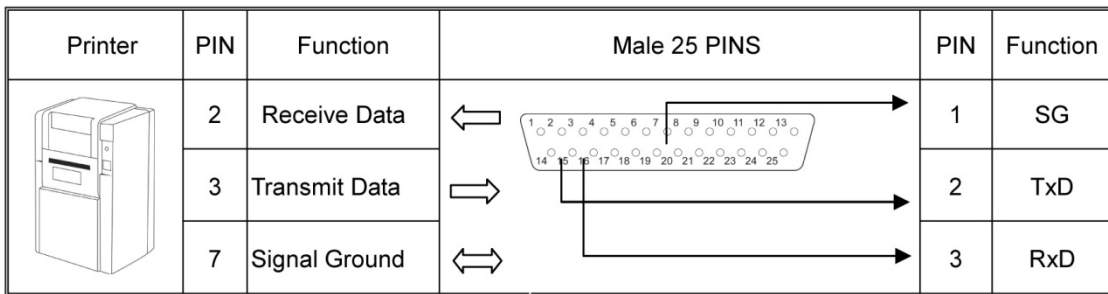 Printer PIN Function Male 25 PINS PIN Function
2 Receive Data 1 SG
1 2 3 4 5 6 7 8 9 10 11 12 13
14 15 16 17 18 19 20 21 22 23 24 25
3 Transmit Data 2 TxD
7 Signal Ground 3 RxD